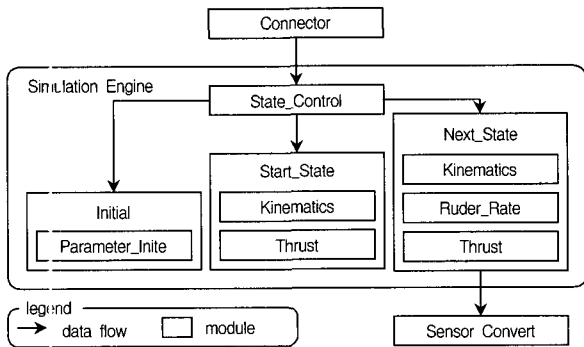 Connector
Simulation Engine
State_Control
Next_State
Start_State
Kinematics
Initial
Kinematics
Ruder_Rate
Parameter_Inite
Thrust
Thrust
legend
data flow
module
Sensor Convert